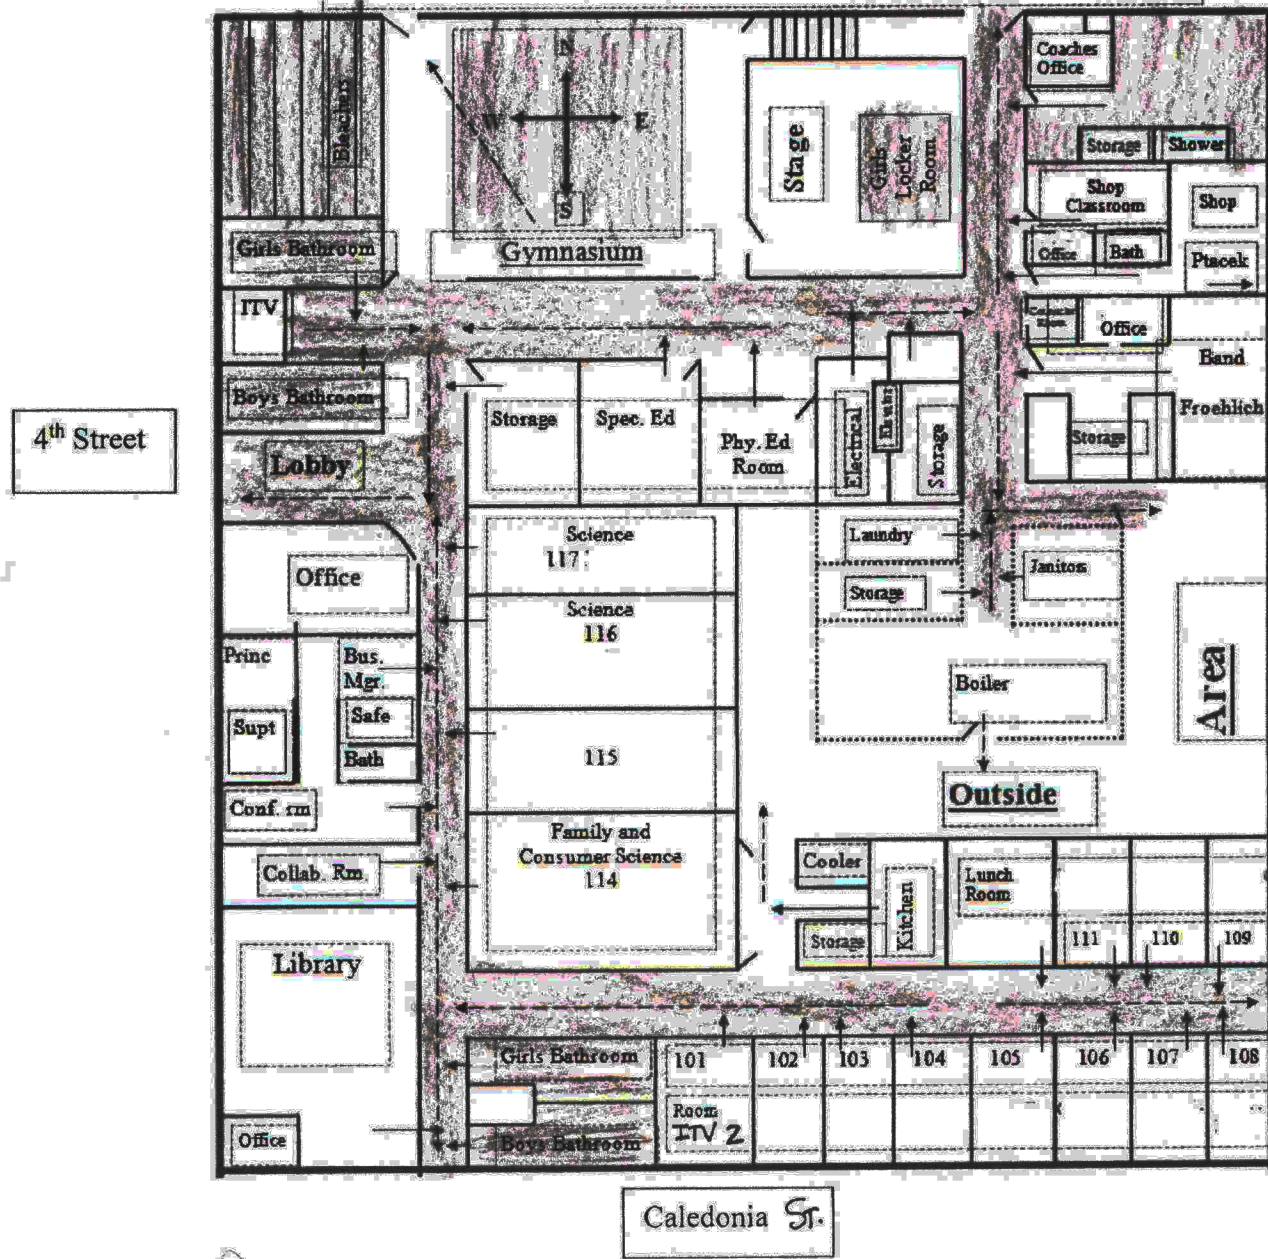 Bleachers
N
W
E
S
Gymnasium
Stage
Girls
Locker
Room
Coaches
Office
Storage
Shower
Shop
Classroom
Shop
Office
Bath
Ptacek
Girls Bathroom
ITV
Boys Bathroom
Office
Band
Froehlich
Storage
4th Street
Lobby
Storage
Spec. Ed
Phy. Ed
Room
Electrical
Storage
Science
117
Science
116
115
Family and
Consumer Science
114
Laundry
Storage
Janitors
Boiler
Area
Outside
Office
Princ
Bus.
Mgr.
Supt
Safe
Bath
Conf. rm
Collab. Rm.
Library
Office
Cooler
Storage
Kitchen
Lunch
Room
111
110
109
Girls Bathroom
Boys Bathroom
101
102
103
104
105
106
107
108
Room
ITV 2
Caledonia ST.